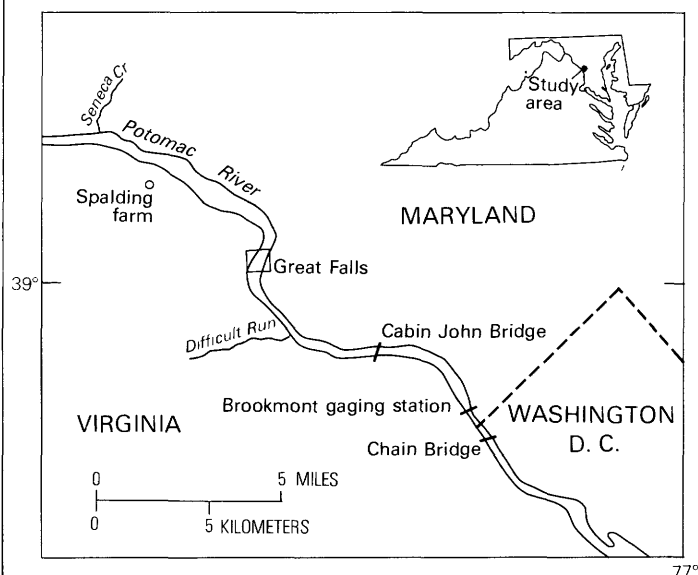 Seneca Cr
Potomac
River
Study
area
Spalding
farm
MARYLAND
Great Falls
39°
Difficult Run
Cabin John Bridge
VIRGINIA
Brookmont gaging station
WASHINGTON
D. C.
Chain Bridge
0 5 MILES
0 5 KILOMETERS
77°